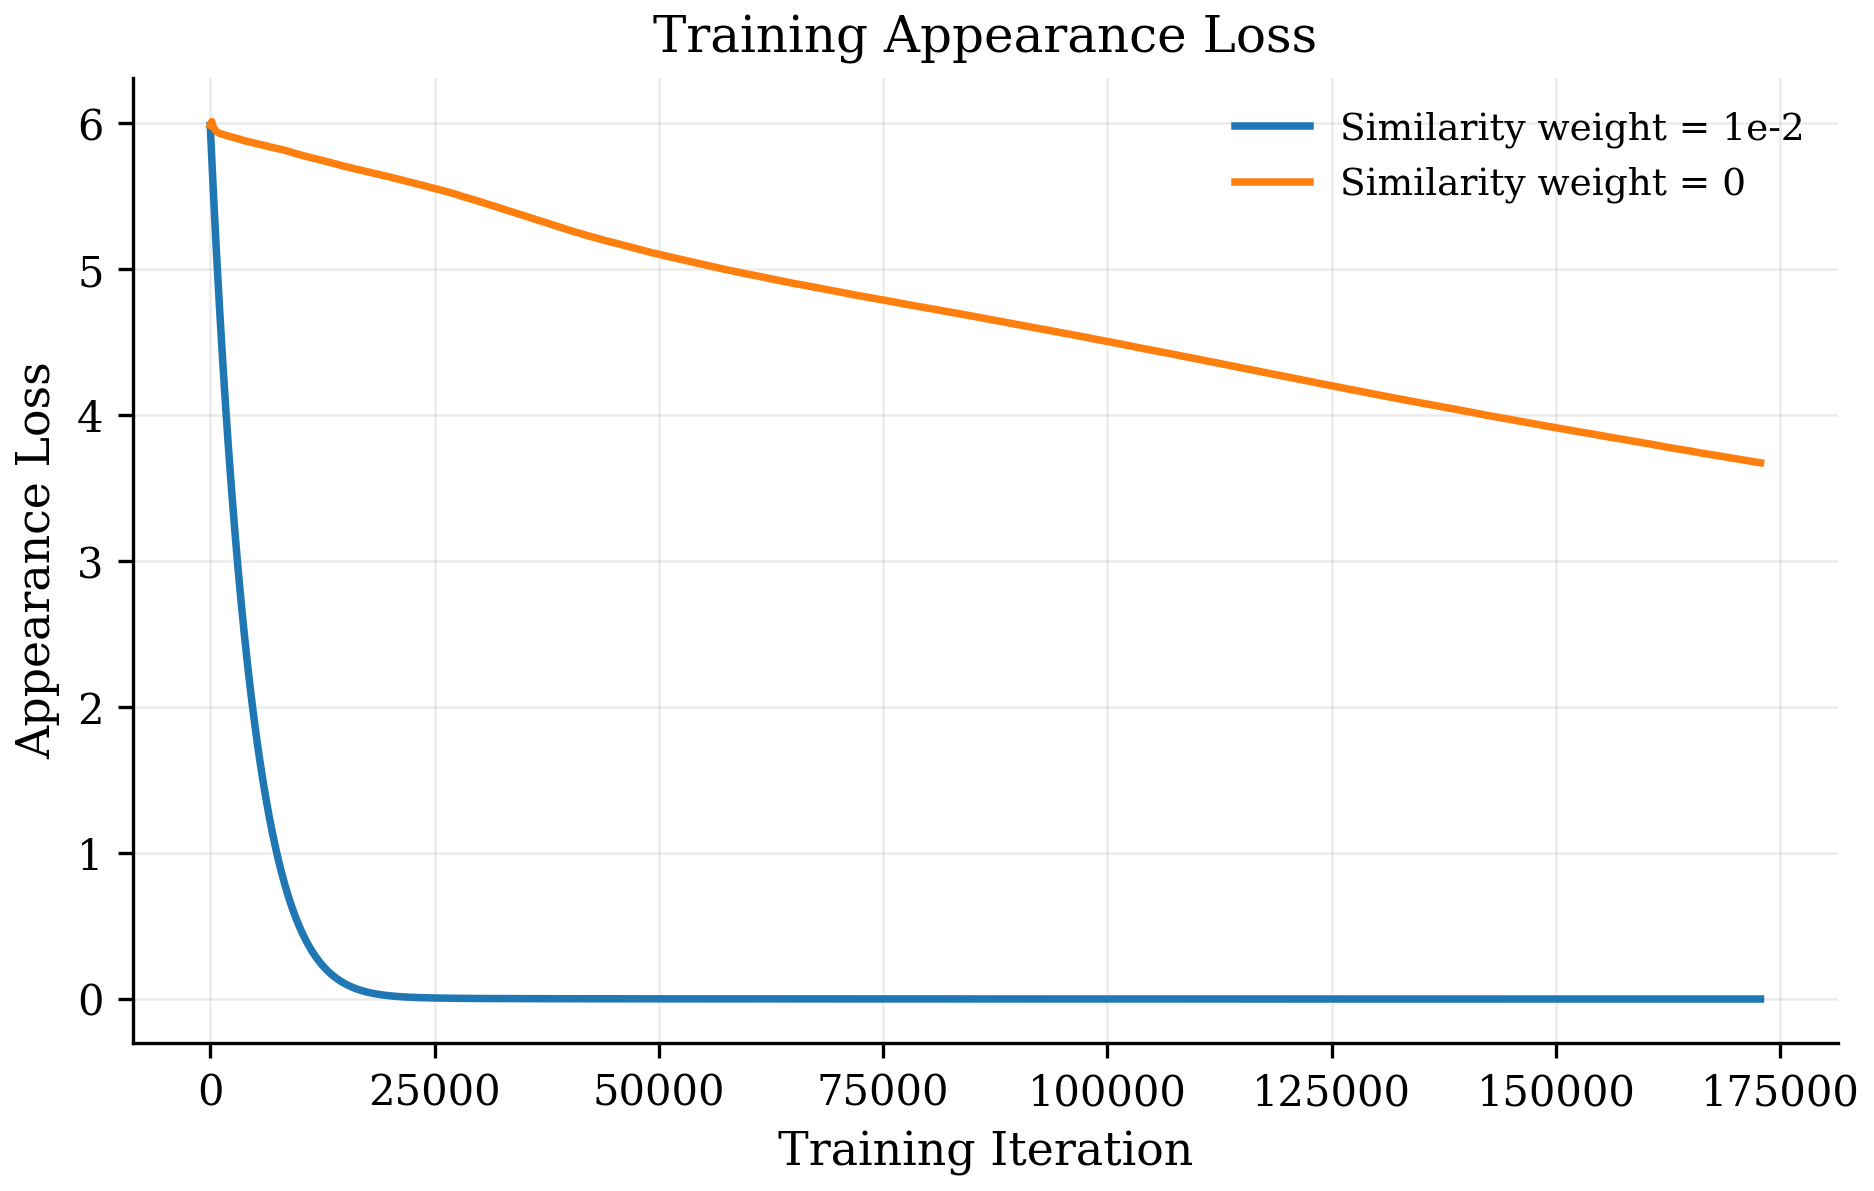 Training Appearance Loss
Similarity weight = 1e-2
Similarity weight = 0
Appearance Loss
6
5
4
3
2
1
0
0 25000 50000 75000 100000 125000 150000 175000
Training Iteration